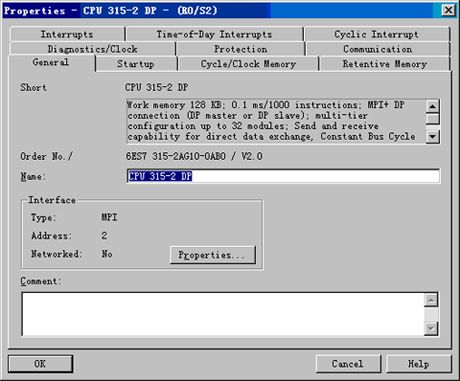 Properties - CPU 315-2 DP - (R0/S2)
Interrupts Time-of-Day Interrupts Cyclic Interrupt
Diagnostics/Clock Protection Communication
General Startup Cycle/Clock Memory Retentive Memory
Short CPU 315-2 DP
Work memory 128 KB; 0.1 ms/1000 instructions; MPI+ DP
connection (DP master or DP slave); multi-tier
configuration up to 32 modules; Send and receive
capability for direct data exchange, Constant Bus Cycle
Order No./ 6ES7 315-2AG10-0AB0 / V2.0
Name: CPU 315-2 DP
Interface
Type: MPI
Address: 2
Networked: No Properties...
Comment:
OK Cancel Help